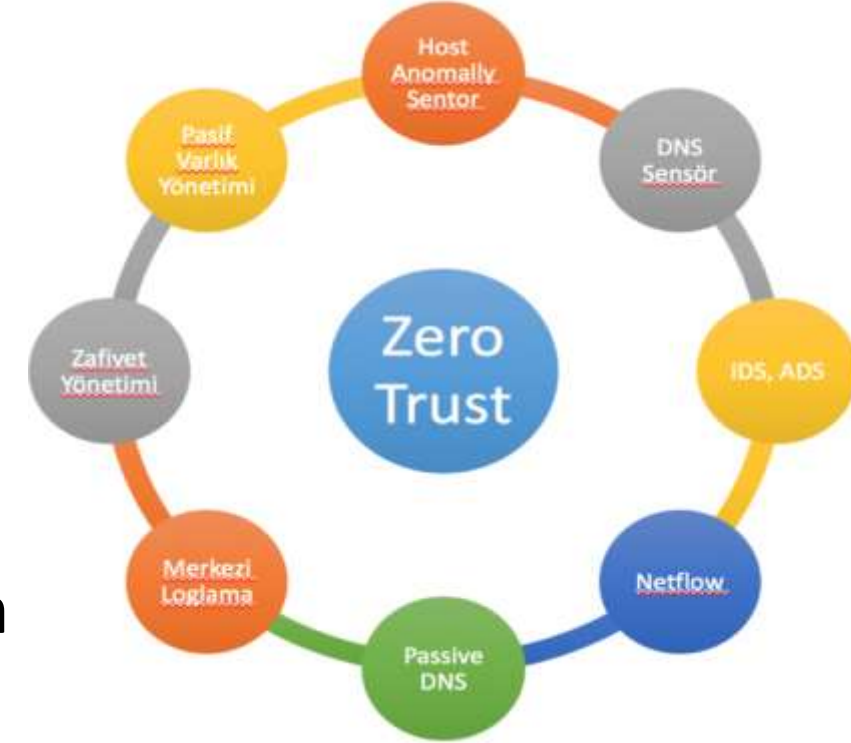 Host
Anomally
Sentor
DNS
Sensör
IDS, ADS
Netflow
Passive
DNS
Merkezi
Loglama
Zafiyet
Yönetimi
Pasif
Varlık
Yönetimi
Zero
Trust